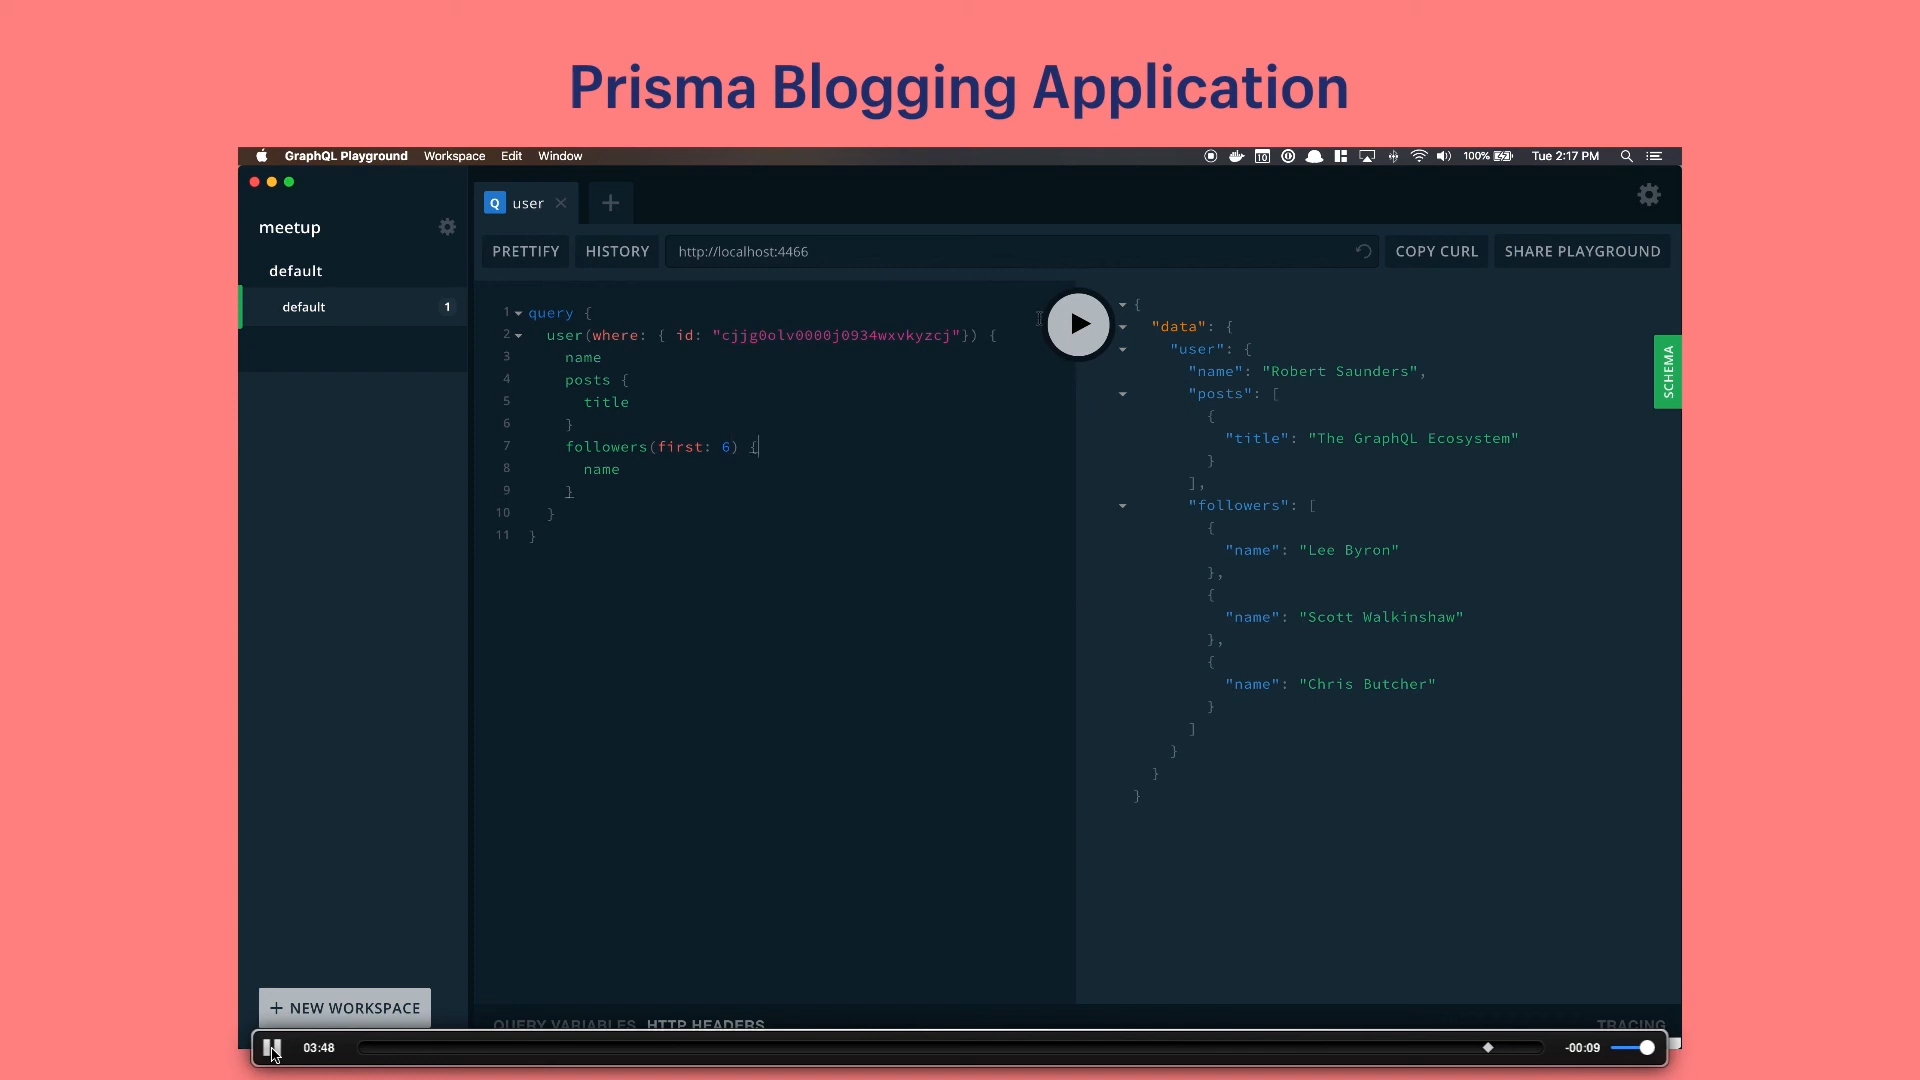 Prisma Blogging Application
GraphQL Playground Workspace Edit Window
10 100% Tue 2:17 PM
Q user
meetup
default
default 1
PRETTIFY HISTORY http://localhost:4466 COPY CURL SHARE PLAYGROUND
1 query {
2 user(where: { id: "cjjg0olv0000j0934wxvkyzcj"}) {
3 name
4 posts {
5 title
6 }
7 followers(first: 6) {
8 name
9 }
10 }
11 }
{
"data": {
"user": {
"name": "Robert Saunders",
"posts": [
{
"title": "The GraphQL Ecosystem"
}
],
"followers": [
{
"name": "Lee Byron"
},
{
"name": "Scott Walkinshaw"
},
{
"name": "Chris Butcher"
}
]
}
}
}
SCHEMA
+ NEW WORKSPACE
QUERY VARIABLES HTTP HEADERS TRACING
03:48 -00:09